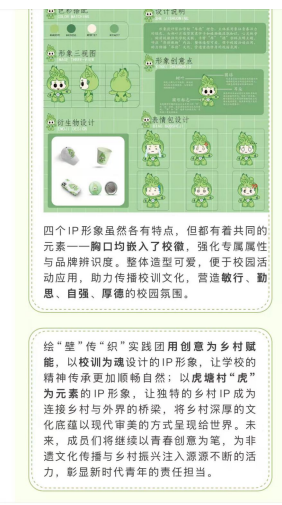 色彩搭配
设计说明
形象三视图
形象创意点
衍生物设计
表情包设计
四个IP形象虽然各有特点，但都有着共同的
元素——胸口均嵌入了校徽，强化专属属性
与品牌辨识度。整体造型可爱，便于校园活
动应用，助力传播校训文化，营造敏行、勤
思、自强、厚德的校园氛围。
绘“壁”传“织”实践团用创意为乡村赋
能，以校训为魂设计的IP形象，让学校的
精神传承更加顺畅自然；以虎塘村“虎”
为元素的IP形象，让独特的乡村IP成为
连接乡村与外界的桥梁，将乡村深厚的文
化底蕴以现代审美的方式呈现给世界。未
来，成员们将继续以青春创意为笔，为非
遗文化传播与乡村振兴注入源源不断的活
力，彰显新时代青年的责任担当。